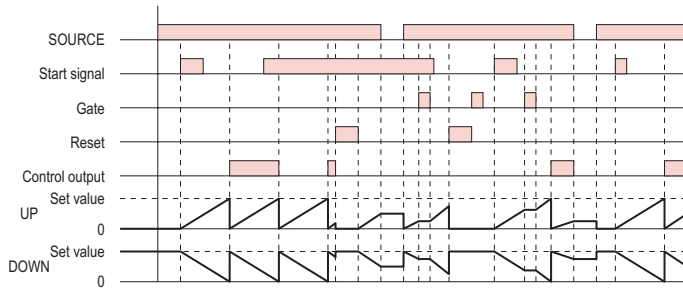 SOURCE
Start signal
Gate
Reset
Control output
Set value
UP
0
Set value
DOWN
0